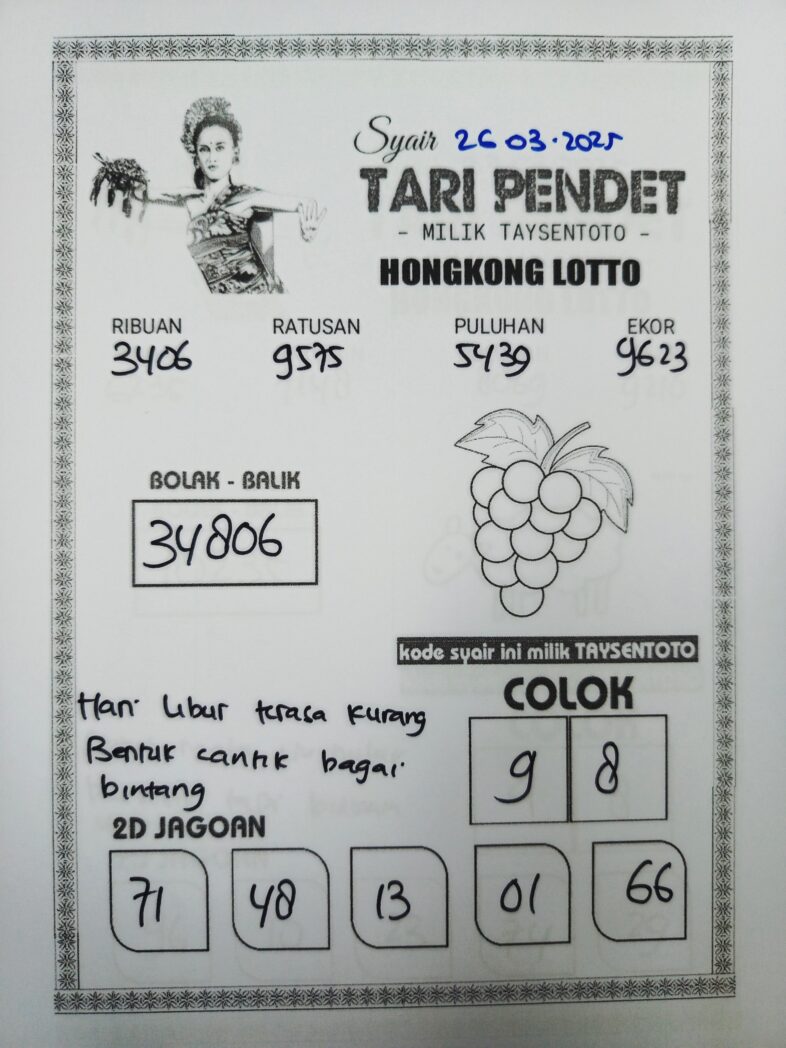 Syair 26 03.2025
TARI PENDET
- MILIK TAYSENTOTO -
HONGKONG LOTTO
RIBUAN RATUSAN PULUHAN EKOR
3406 9575 5439 9623
BOLAK - BALIK
34806
kode syair ini milik TAYSENTOTO
Hari Libur terasa kurang
Bentuk cantik bagai
bintang
COLOK
9 8
2D JAGOAN
71 48 13 01 66